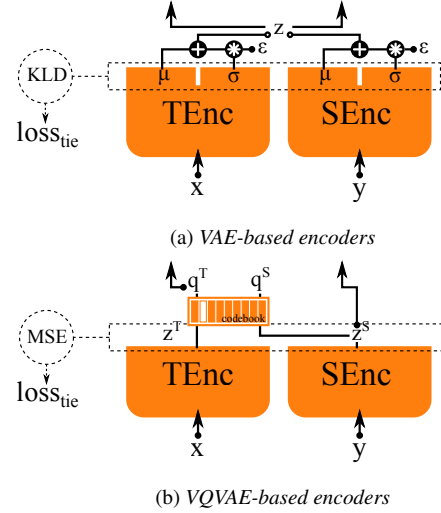 z
ε ε
KLD μ σ μ σ
loss_tie TEnc SEnc
x y
(a) VAE-based encoders
q^T q^S
codebook
MSE z^T z^S
loss_tie TEnc SEnc
x y
(b) VQVAE-based encoders